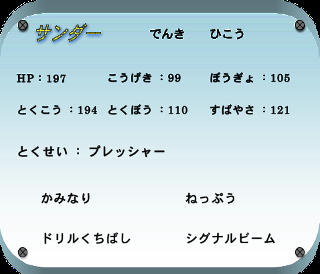 サンダー でんき ひこう
HP：197 こうげき：99 ぼうぎょ：105
とくこう：194 とくぼう：110 すばやさ：121
とくせい： プレッシャー
かみなり ねっぷう
ドリルくちばし シグナルビーム